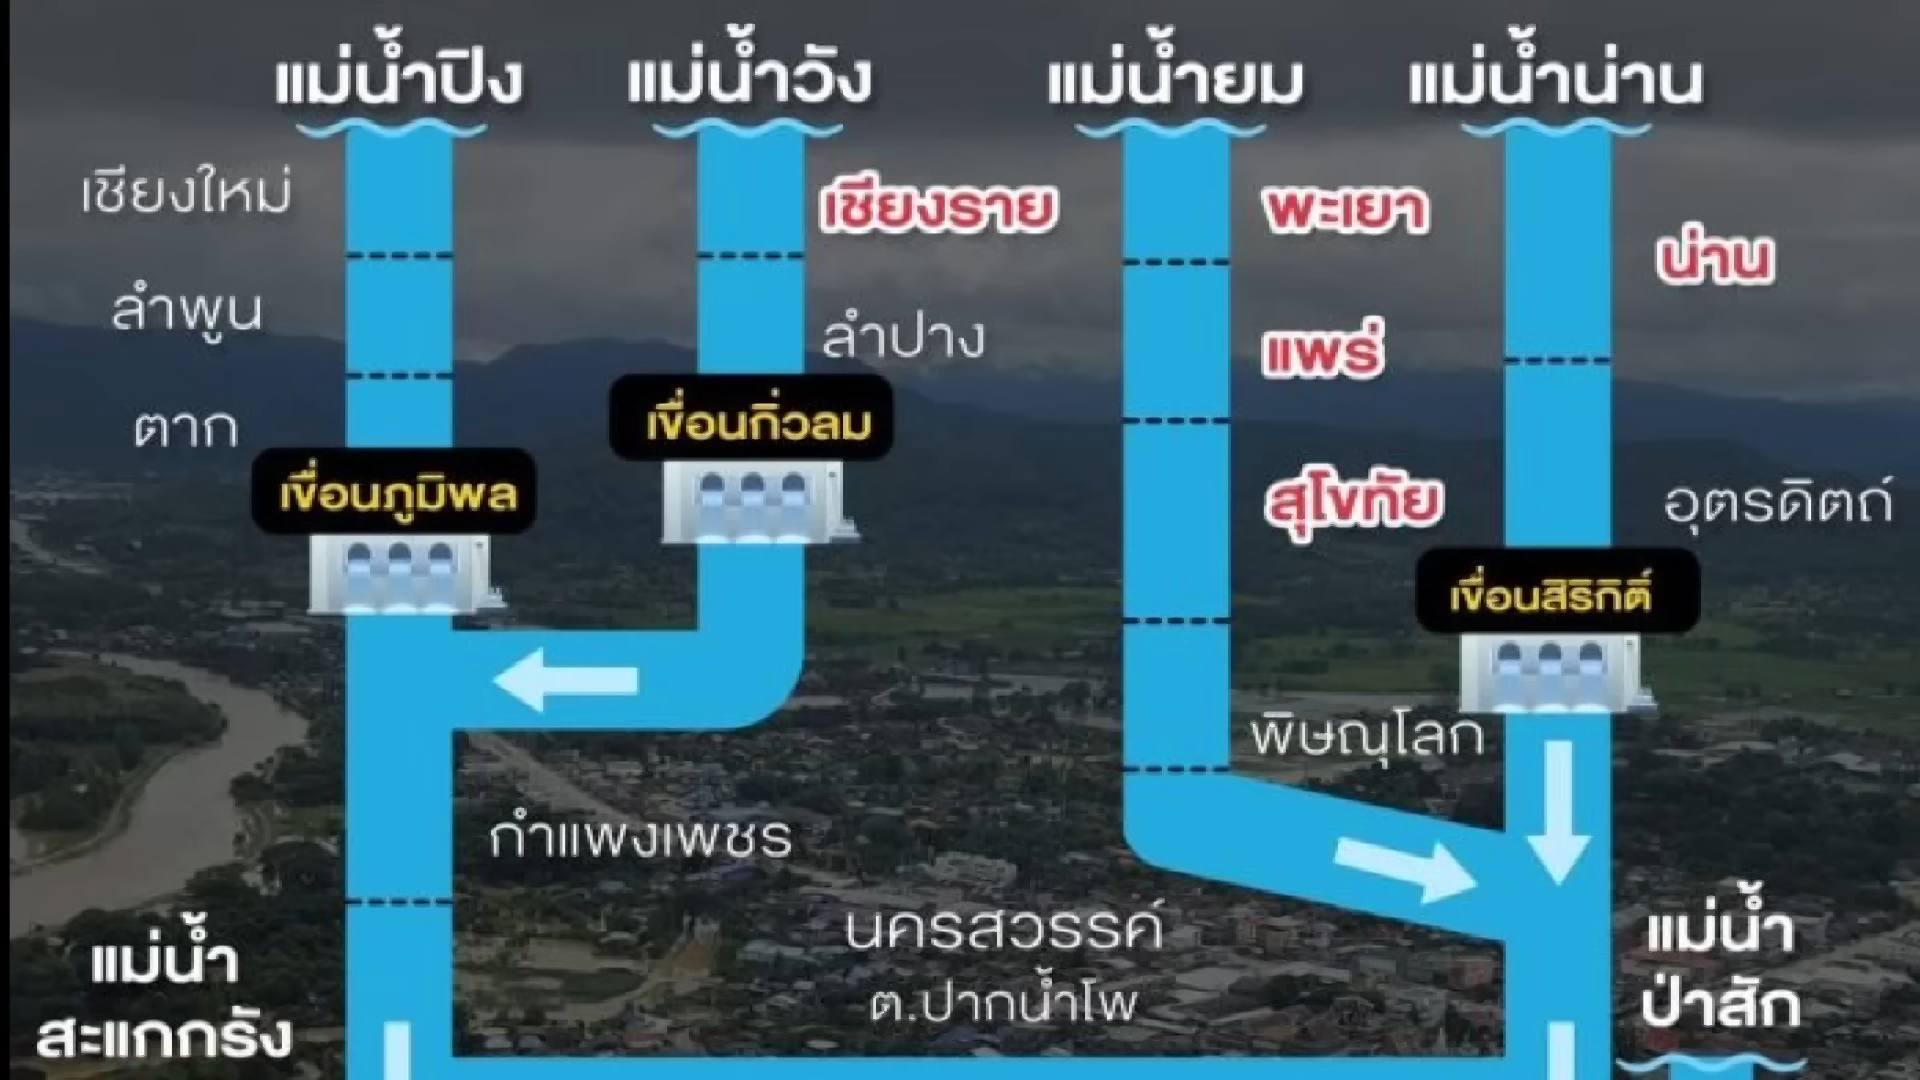 แม่น้ำปิง
แม่น้ำวัง
แม่น้ำยม
แม่น้ำน่าน
เชียงใหม่
เชียงราย
พะเยา
น่าน
ลำพูน
ลำปาง
แพร่
ตาก
เขื่อนกิ่วลม
เขื่อนภูมิพล
สุโขทัย
อุตรดิตถ์
เขื่อนสิริกิติ์
พิษณุโลก
กำแพงเพชร
นครสวรรค์
ต.ปากน้ำโพ
แม่น้ำ
สะแกกรัง
แม่น้ำ
ป่าสัก